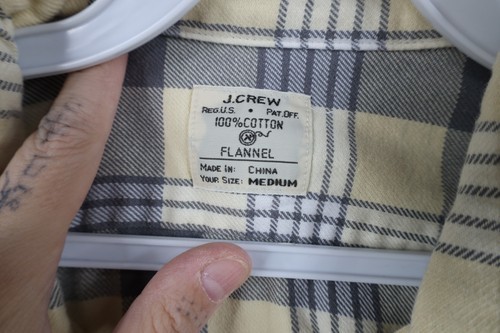 J.CREW
REG.U.S. • PAT.OFF.
100%COTTON
FLANNEL
MADE IN: CHINA
YOUR SIZE: MEDIUM